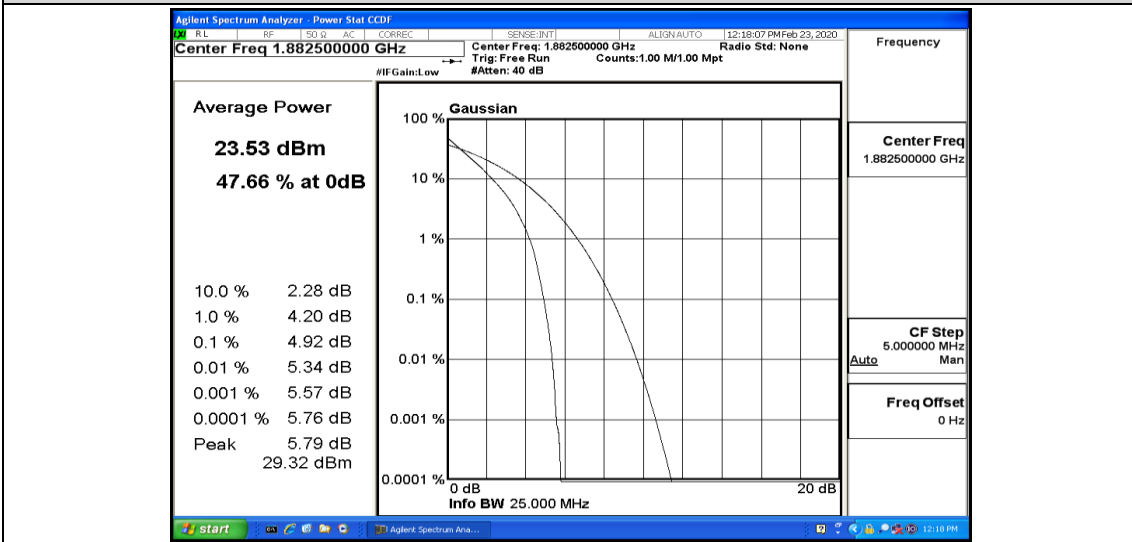 Agilent Spectrum Analyzer - Power Stat CCDF
RL RF 50 Ω AC CORREC SENSE:INT ALIGN AUTO 12:18:07 PM Feb 23, 2020
Center Freq 1.882500000 GHz
Center Freq: 1.882500000 GHz Radio Std: None
Trig: Free Run Counts:1.00 M/1.00 Mpt
#IFGain:Low #Atten: 40 dB
Average Power
23.53 dBm
47.66 % at 0dB
10.0 % 2.28 dB
1.0 % 4.20 dB
0.1 % 4.92 dB
0.01 % 5.34 dB
0.001 % 5.57 dB
0.0001 % 5.76 dB
Peak 5.79 dB
29.32 dBm
Gaussian
100 %
10 %
1 %
0.1 %
0.01 %
0.001 %
0.0001 %
0 dB 20 dB
Info BW 25.000 MHz
Frequency
Center Freq
1.882500000 GHz
CF Step
5.000000 MHz
Auto Man
Freq Offset
0 Hz
start Agilent Spectrum Ana... 12:18 PM